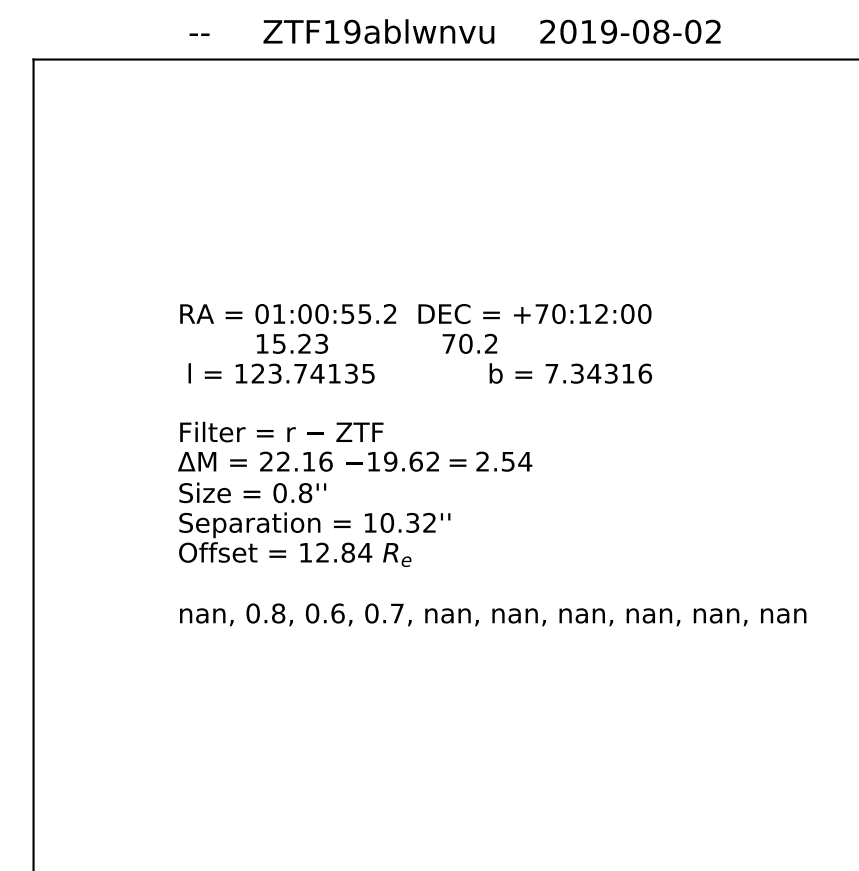 -- ZTF19ablwnvu 2019-08-02
RA = 01:00:55.2 DEC = +70:12:00
15.23 70.2
l = 123.74135 b = 7.34316
Filter = r − ZTF
ΔM = 22.16 −19.62 = 2.54
Size = 0.8''
Separation = 10.32''
Offset = 12.84 Re
nan, 0.8, 0.6, 0.7, nan, nan, nan, nan, nan, nan